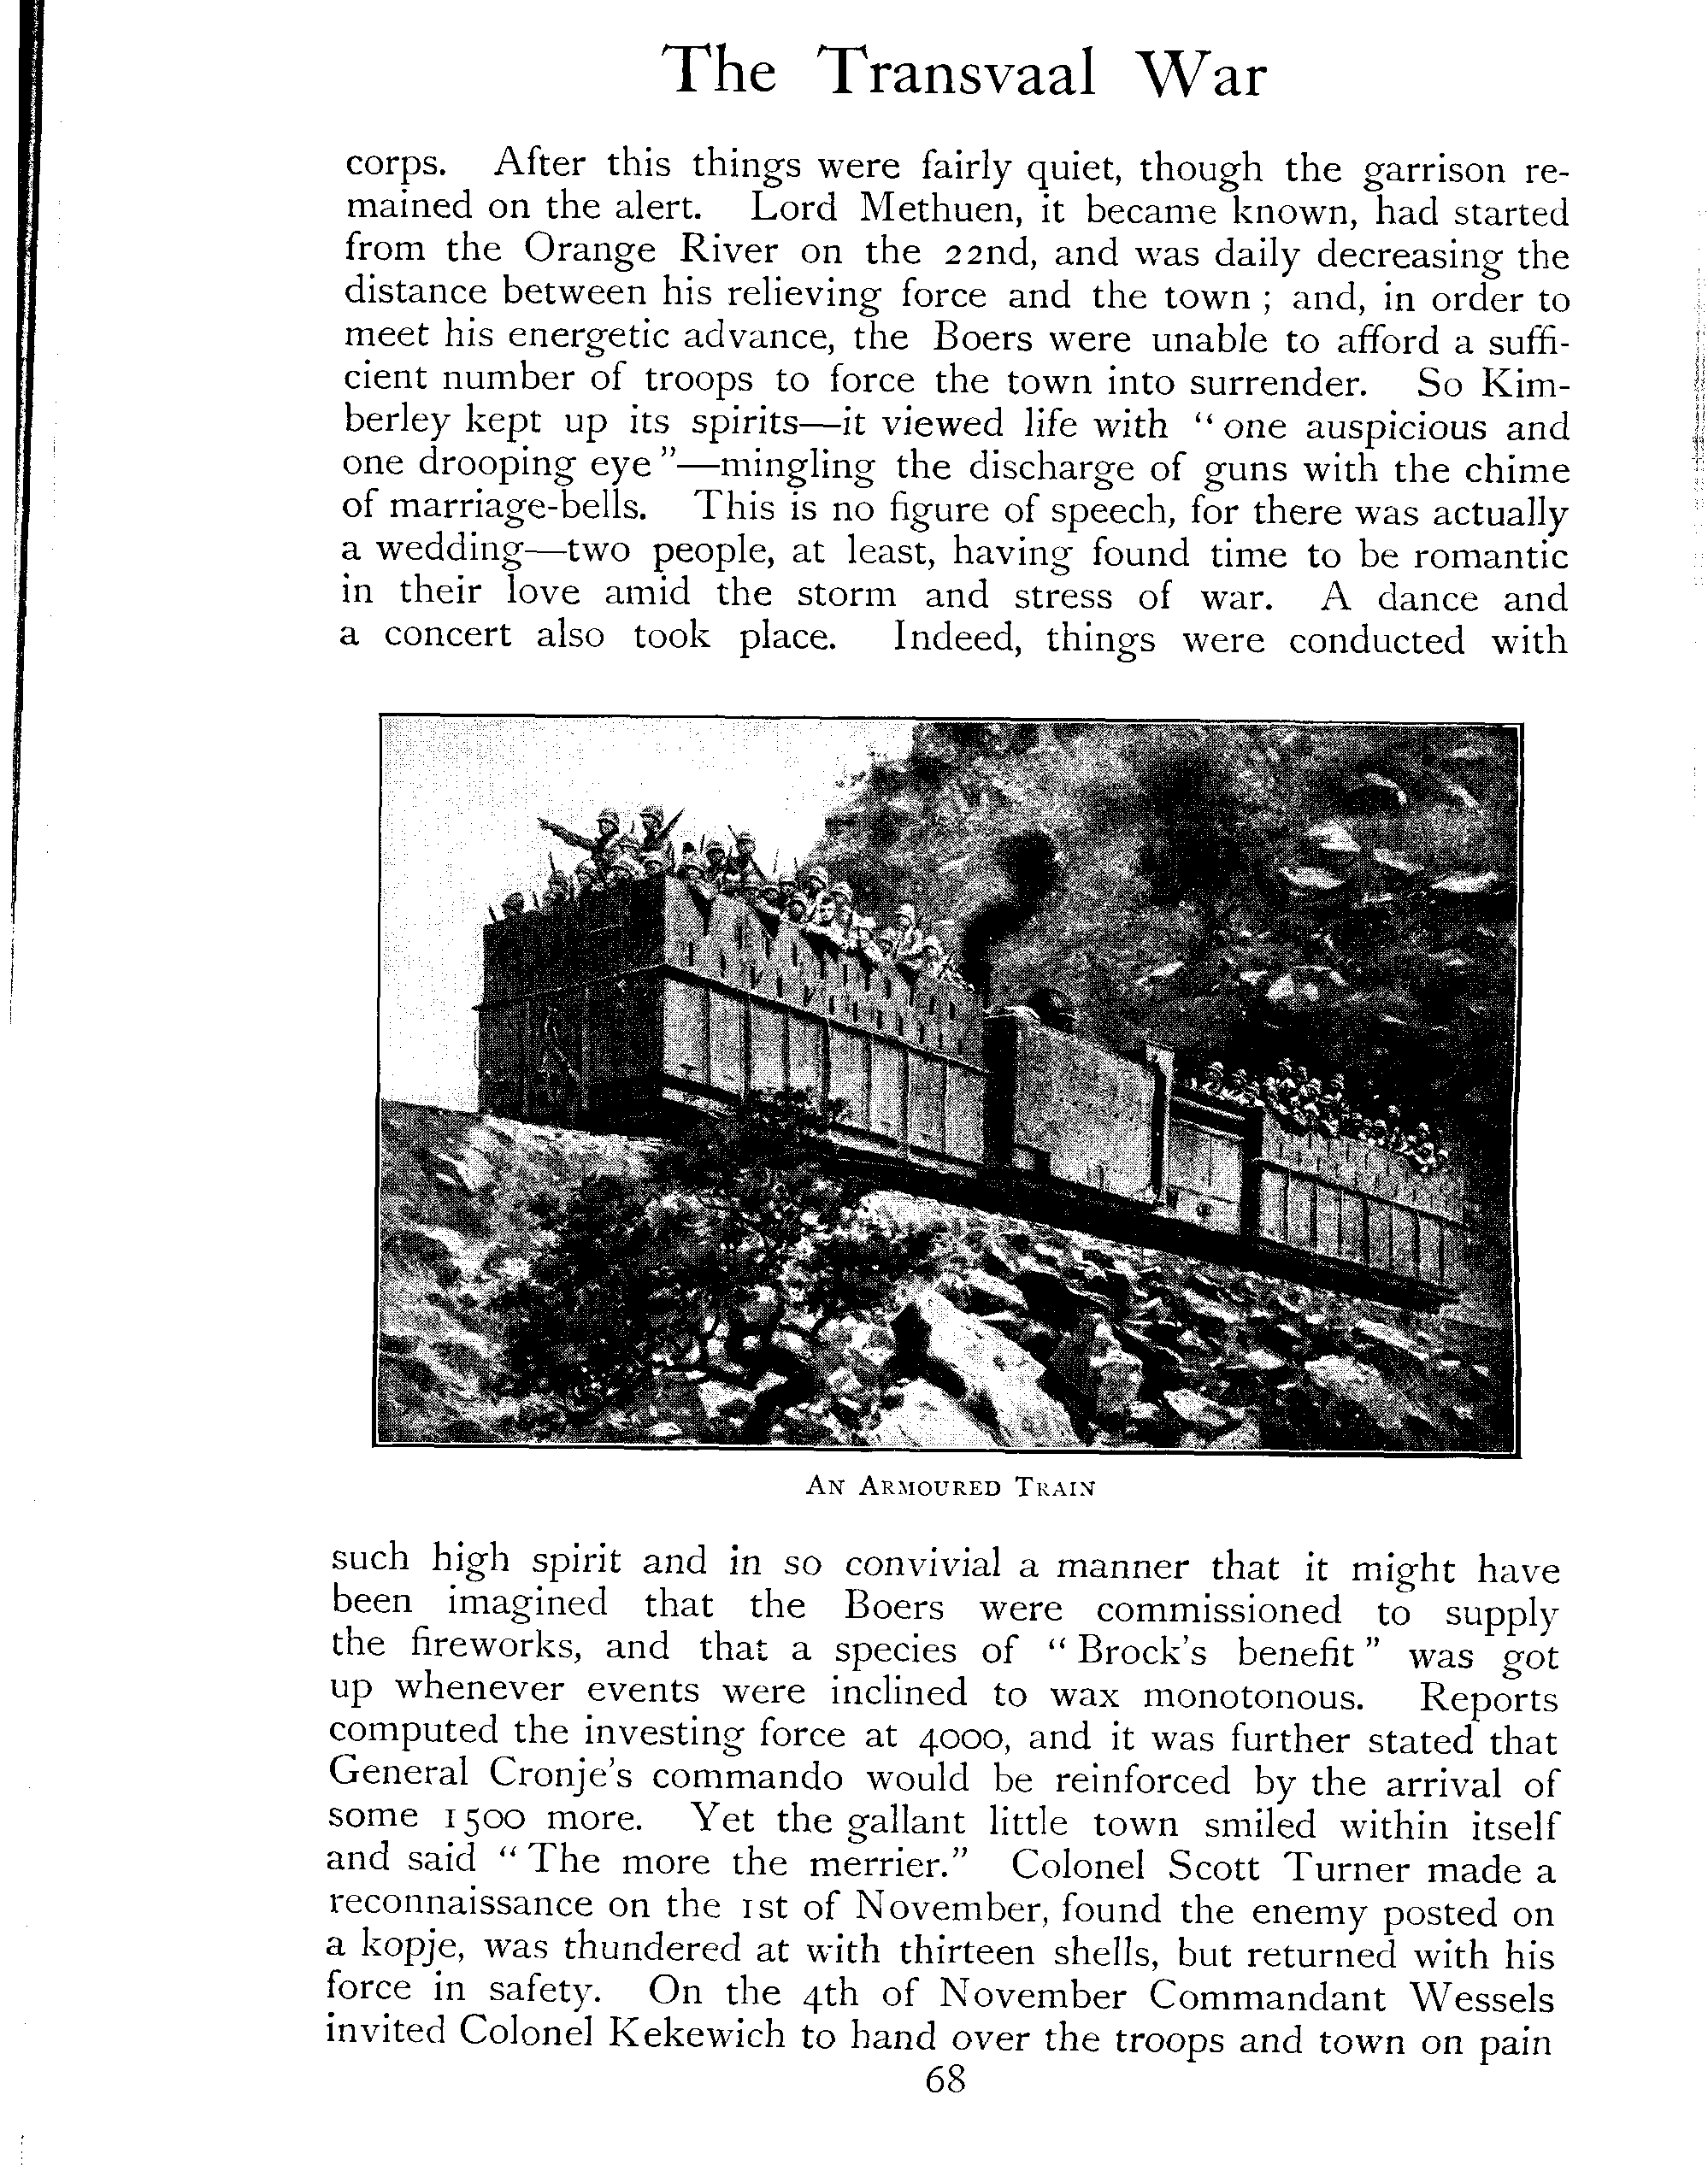 The Transvaal War
corps. After this things were fairly quiet, though the garrison re-
mained on the alert. Lord Methuen, it became known, had started
from the Orange River on the 22nd, and was daily decreasing the
distance between his relieving force and the town ; and, in order to
meet his energetic advance, the Boers were unable to afford a suffi-
cient number of troops to force the town into surrender. So Kim-
berley kept up its spirits—it viewed life with “one auspicious and
one drooping eye”—mingling the discharge of guns with the chime
of marriage-bells. This is no figure of speech, for there was actually
a wedding—two people, at least, having found time to be romantic
in their love amid the storm and stress of war. A dance and
a concert also took place. Indeed, things were conducted with
An Armoured Train
such high spirit and in so convivial a manner that it might have
been imagined that the Boers were commissioned to supply
the fireworks, and that a species of “Brock's benefit” was got
up whenever events were inclined to wax monotonous. Reports
computed the investing force at 4000, and it was further stated that
General Cronje's commando would be reinforced by the arrival of
some 1500 more. Yet the gallant little town smiled within itself
and said “The more the merrier.” Colonel Scott Turner made a
reconnaissance on the 1st of November, found the enemy posted on
a kopje, was thundered at with thirteen shells, but returned with his
force in safety. On the 4th of November Commandant Wessels
invited Colonel Kekewich to hand over the troops and town on pain
68